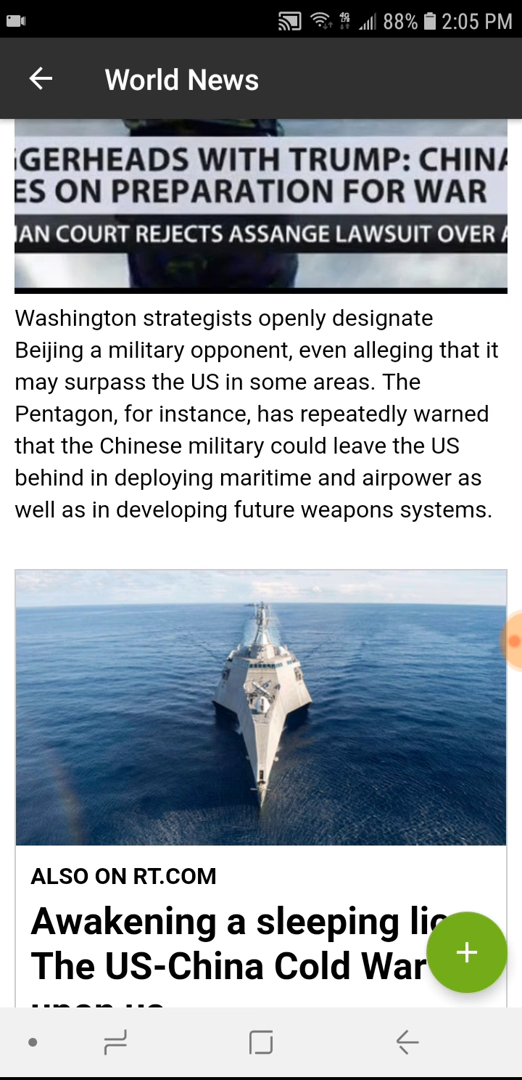 88% 2:05 PM
World News
GERHEADS WITH TRUMP: CHINA
ES ON PREPARATION FOR WAR
IAN COURT REJECTS ASSANGE LAWSUIT OVER
Washington strategists openly designate
Beijing a military opponent, even alleging that it
may surpass the US in some areas. The
Pentagon, for instance, has repeatedly warned
that the Chinese military could leave the US
behind in deploying maritime and airpower as
well as in developing future weapons systems.
ALSO ON RT.COM
Awakening a sleeping
The US-China Cold War